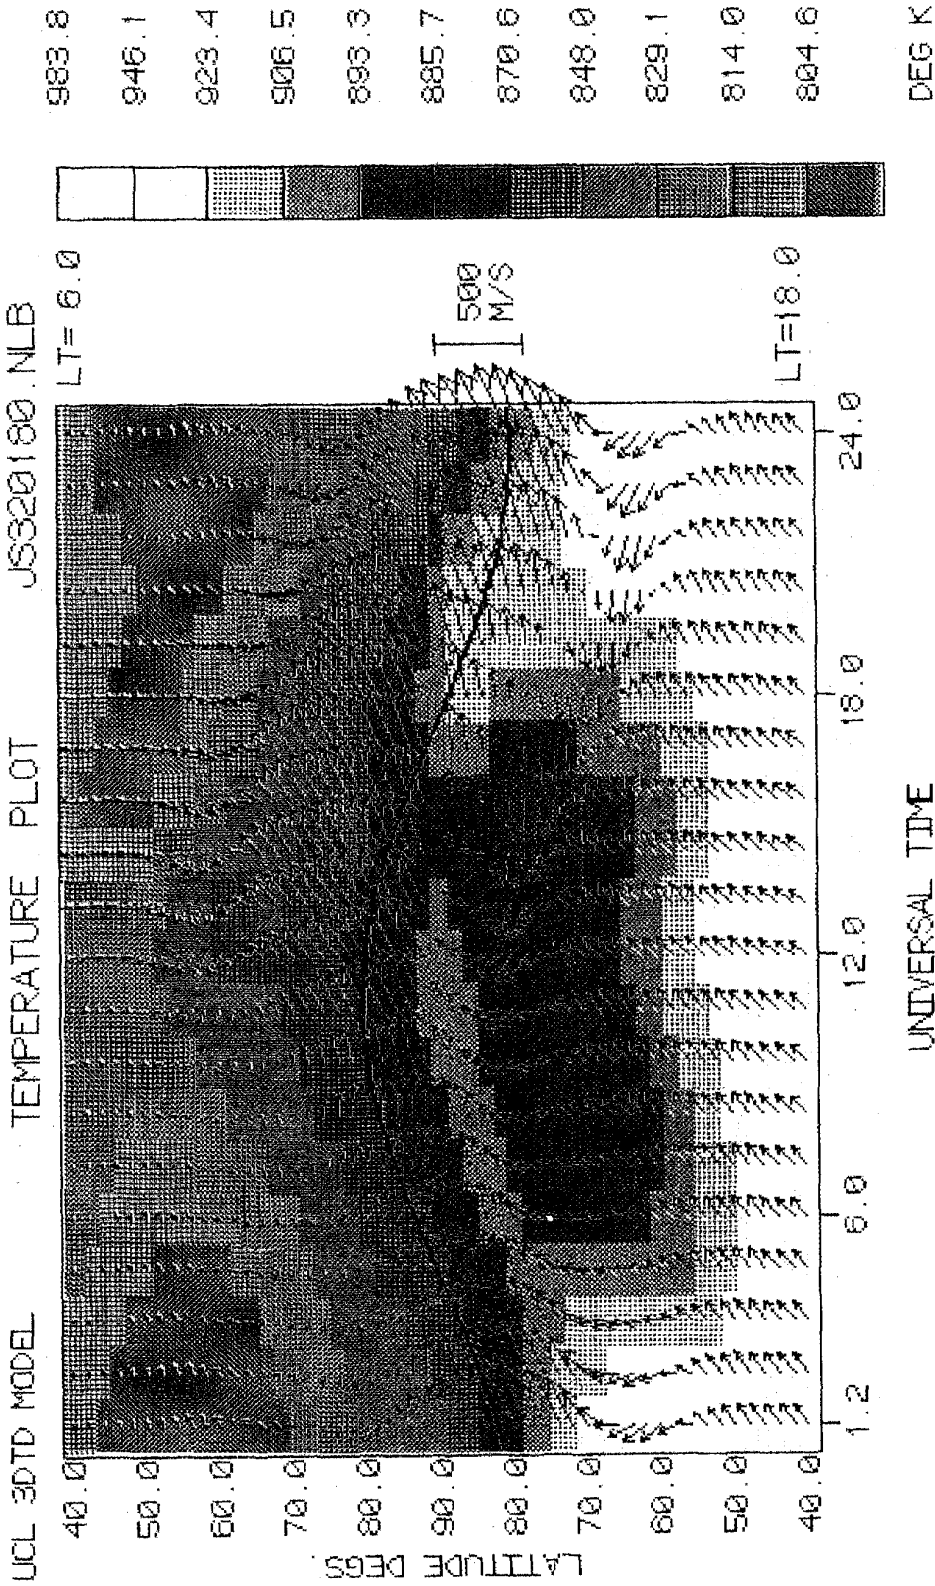 UCL 3DTD MODEL TEMPERATURE PLOT JS320180.NLB
LT= 6.0
40.0
50.0
60.0
70.0
80.0
90.0
80.0
70.0
60.0
50.0
40.0
LATITUDE DEGS.
1.2 6.0 12.0 18.0 24.0
UNIVERSAL TIME
500
M/S
LT=18.0
983.8
946.1
923.4
906.5
893.3
885.7
870.6
848.0
829.1
814.0
804.6
DEG K